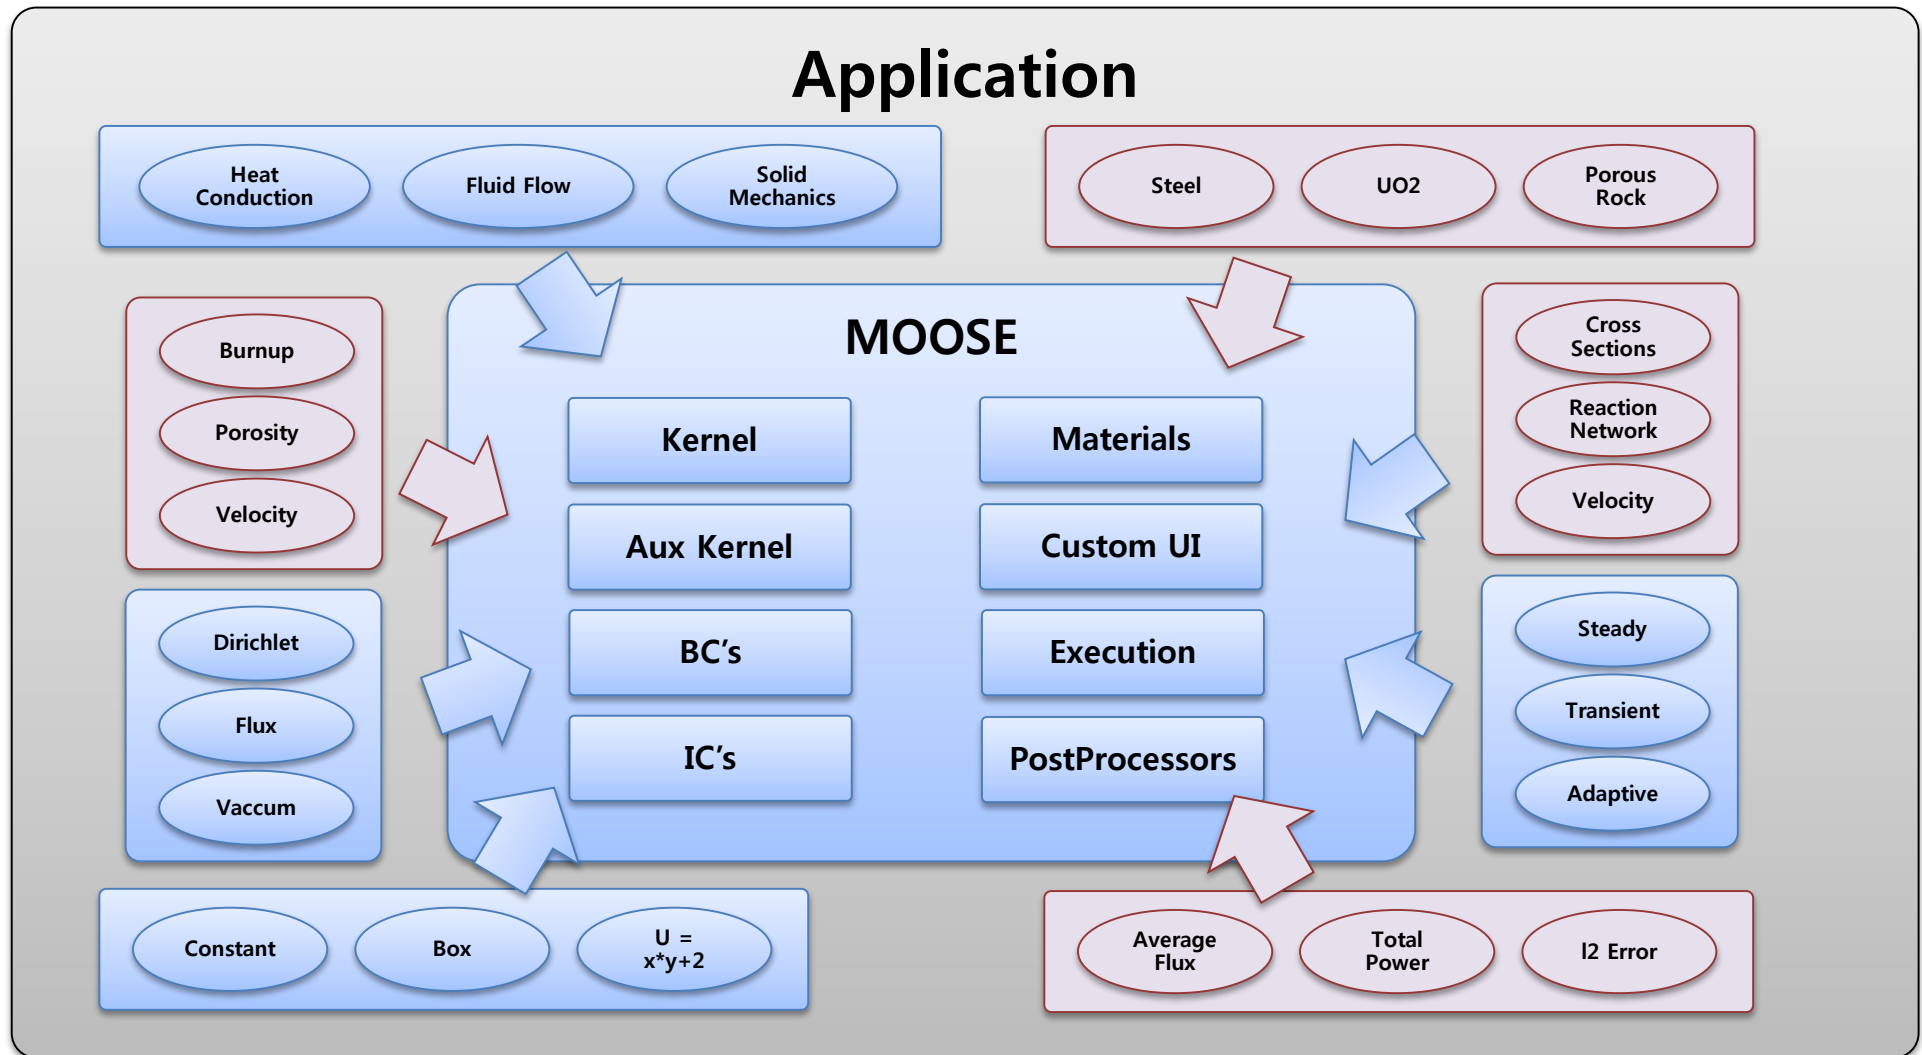 Application
Heat
Conduction
Fluid Flow
Solid
Mechanics
Steel
UO2
Porous
Rock
Burnup
Porosity
Velocity
MOOSE
Kernel
Materials
Aux Kernel
Custom UI
BC’s
Execution
IC’s
PostProcessors
Cross
Sections
Reaction
Network
Velocity
Dirichlet
Flux
Vaccum
Steady
Transient
Adaptive
Constant
Box
U =
x*y+2
Average
Flux
Total
Power
l2 Error